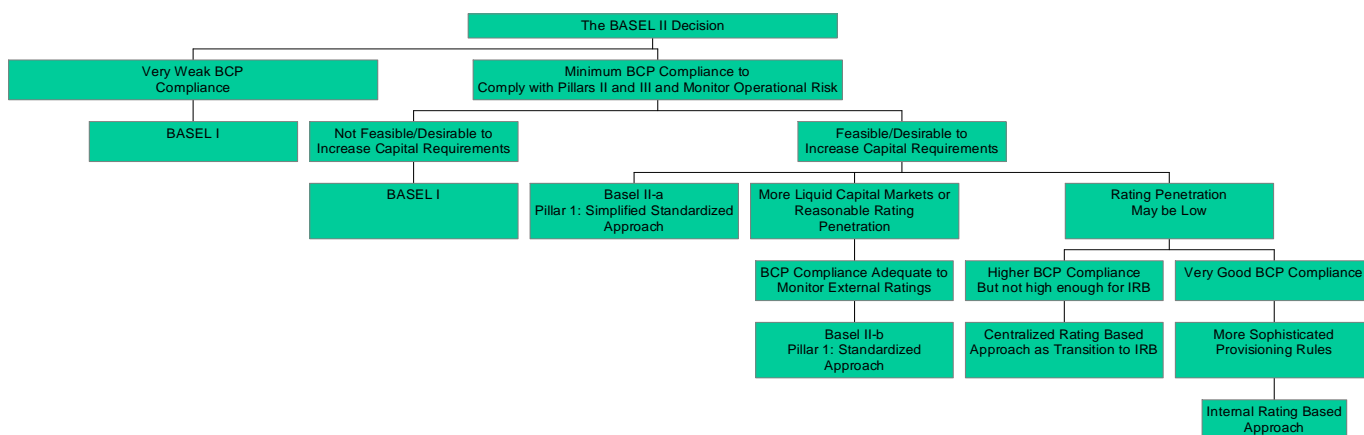 The BASEL II Decision
Very Weak BCP
Compliance
Minimum BCP Compliance to
Comply with Pillars II and III and Monitor Operational Risk
BASEL I
Not Feasible/Desirable to
Increase Capital Requirements
Feasible/Desirable to
Increase Capital Requirements
BASEL I
Basel II-a
Pillar 1: Simplified Standardized
Approach
More Liquid Capital Markets or
Reasonable Rating
Penetration
Rating Penetration
May be Low
BCP Compliance Adequate to
Monitor External Ratings
Higher BCP Compliance
But not high enough for IRB
Very Good BCP Compliance
Basel II-b
Pillar 1: Standardized
Approach
Centralized Rating Based
Approach as Transition to IRB
More Sophisticated
Provisioning Rules
Internal Rating Based
Approach